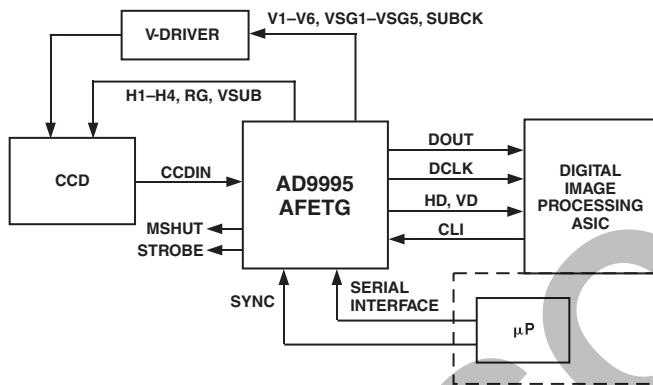 V1–V6, VSG1–VSG5, SUBCK
V-DRIVER
H1–H4, RG, VSUB
CCD
CCDIN
AD9995
AFETG
DOUT
DCLK
HD, VD
CLI
DIGITAL
IMAGE
PROCESSING
ASIC
MSHUT
STROBE
SYNC
SERIAL
INTERFACE
μP